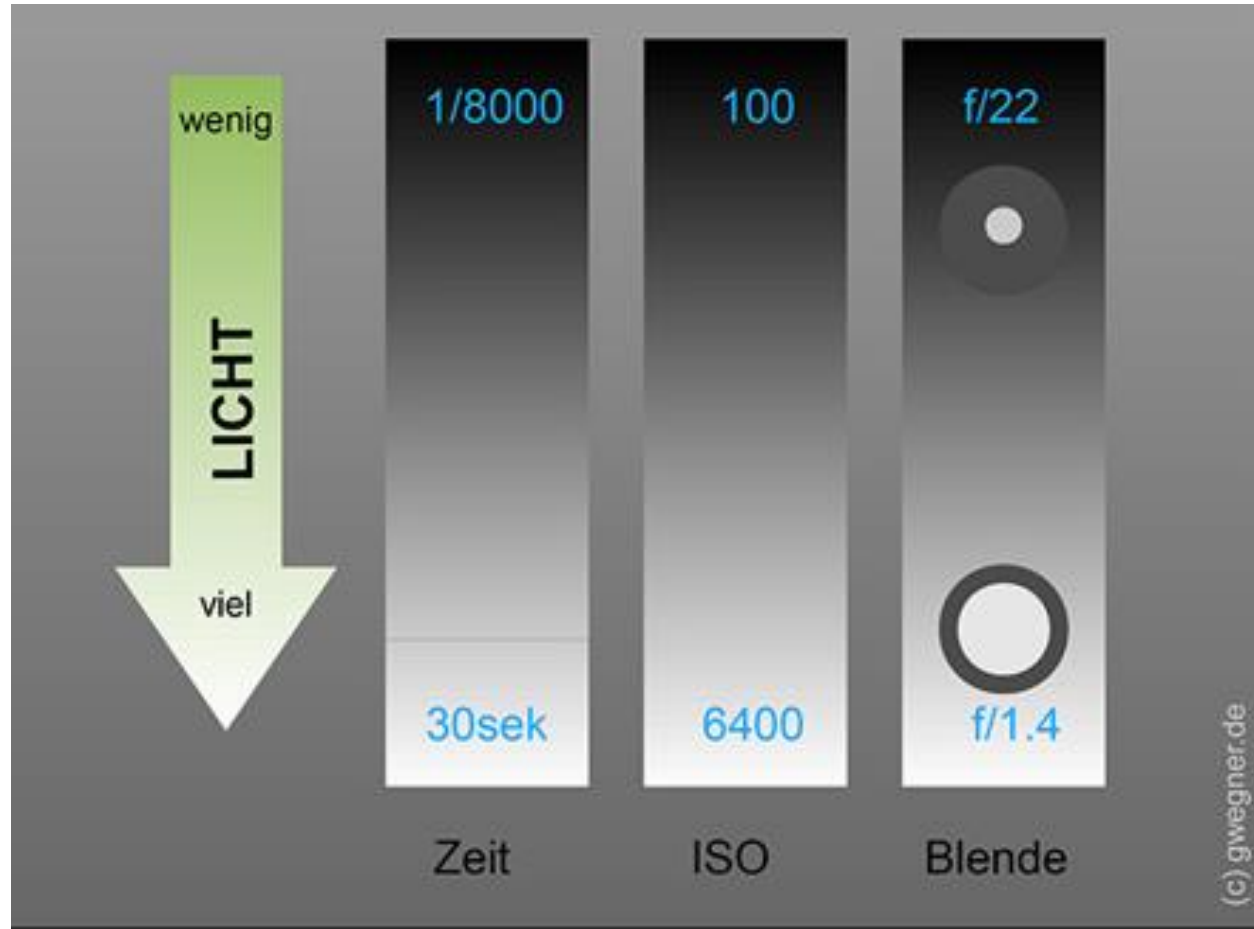 wenig
LICHT
viel
1/8000
100
f/22
30sek
6400
f/1.4
Zeit
ISO
Blende
(c) gwegner.de